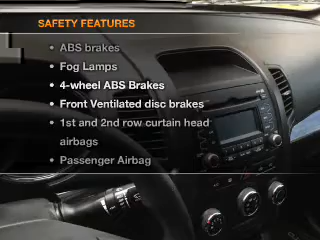 SAFETY FEATURES
• ABS brakes
• Fog Lamps
• 4-wheel ABS Brakes
• Front Ventilated disc brakes
• 1st and 2nd row curtain head
airbags
• Passenger Airbag